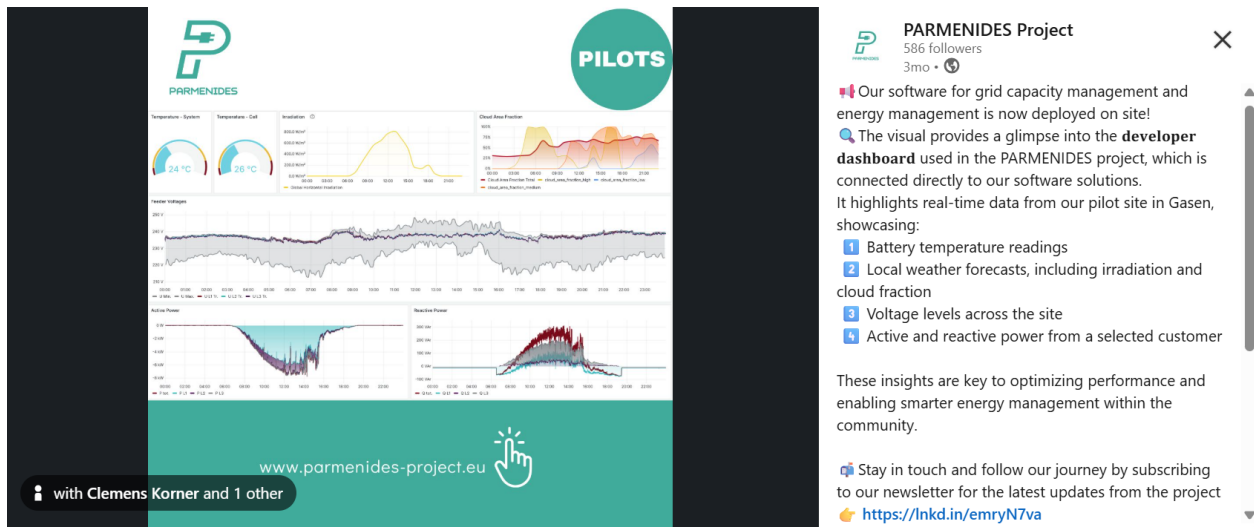 PARMENIDES
PILOTS
Temperature - System
Temperature - Cell
Irradiation
Cloud Area Fraction
24 °C
26 °C
Feeder Voltages
Active Power
Reactive Power
www.parmenides-project.eu
with Clemens Korner and 1 other
PARMENIDES Project
586 followers
3mo •
Our software for grid capacity management and
energy management is now deployed on site!
The visual provides a glimpse into the developer
dashboard used in the PARMENIDES project, which is
connected directly to our software solutions.
It highlights real-time data from our pilot site in Gasen,
showcasing:
1 Battery temperature readings
2 Local weather forecasts, including irradiation and
cloud fraction
3 Voltage levels across the site
4 Active and reactive power from a selected customer
These insights are key to optimizing performance and
enabling smarter energy management within the
community.
Stay in touch and follow our journey by subscribing
to our newsletter for the latest updates from the project
https://lnkd.in/emryN7va